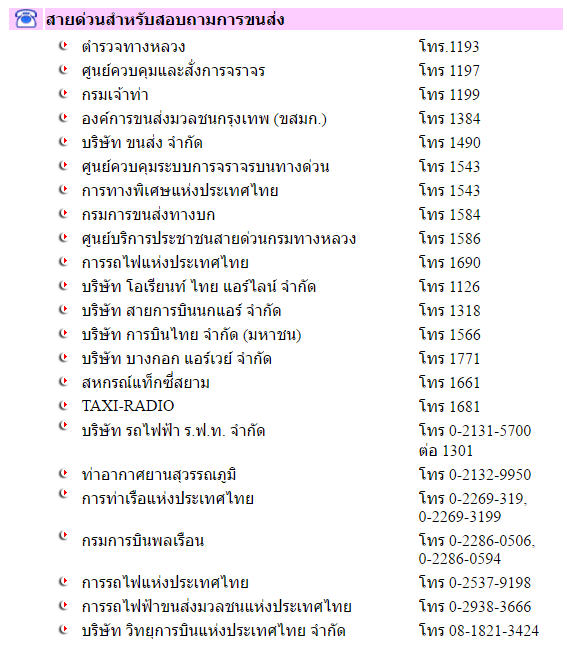 สายด่วนสำหรับสอบถามการขนส่ง
ตำรวจทางหลวง โทร.1193
ศูนย์ควบคุมและสั่งการจราจร โทร 1197
กรมเจ้าท่า โทร 1199
องค์การขนส่งมวลชนกรุงเทพ (ขสมก.) โทร 1384
บริษัท ขนส่ง จำกัด โทร 1490
ศูนย์ควบคุมระบบการจราจรบนทางด่วน โทร 1543
การทางพิเศษแห่งประเทศไทย โทร 1543
กรมการขนส่งทางบก โทร 1584
ศูนย์บริการประชาชนสายด่วนกรมทางหลวง โทร 1586
การรถไฟแห่งประเทศไทย โทร 1690
บริษัท โอเรียนท์ ไทย แอร์ไลน์ จำกัด โทร 1126
บริษัท สายการบินนกแอร์ จำกัด โทร 1318
บริษัท การบินไทย จำกัด (มหาชน) โทร 1566
บริษัท บางกอก แอร์เวย์ จำกัด โทร 1771
สหกรณ์แท็กซี่สยาม โทร 1661
TAXI-RADIO โทร 1681
บริษัท รถไฟฟ้า ร.ฟ.ท. จำกัด โทร 0-2131-5700
ต่อ 1301
ท่าอากาศยานสุวรรณภูมิ โทร 0-2132-9950
การท่าเรือแห่งประเทศไทย โทร 0-2269-319,
0-2269-3199
กรมการบินพลเรือน โทร 0-2286-0506,
0-2286-0594
การรถไฟแห่งประเทศไทย โทร 0-2537-9198
การรถไฟฟ้าขนส่งมวลชนแห่งประเทศไทย โทร 0-2938-3666
บริษัท วิทยุการบินแห่งประเทศไทย จำกัด โทร 08-1821-3424